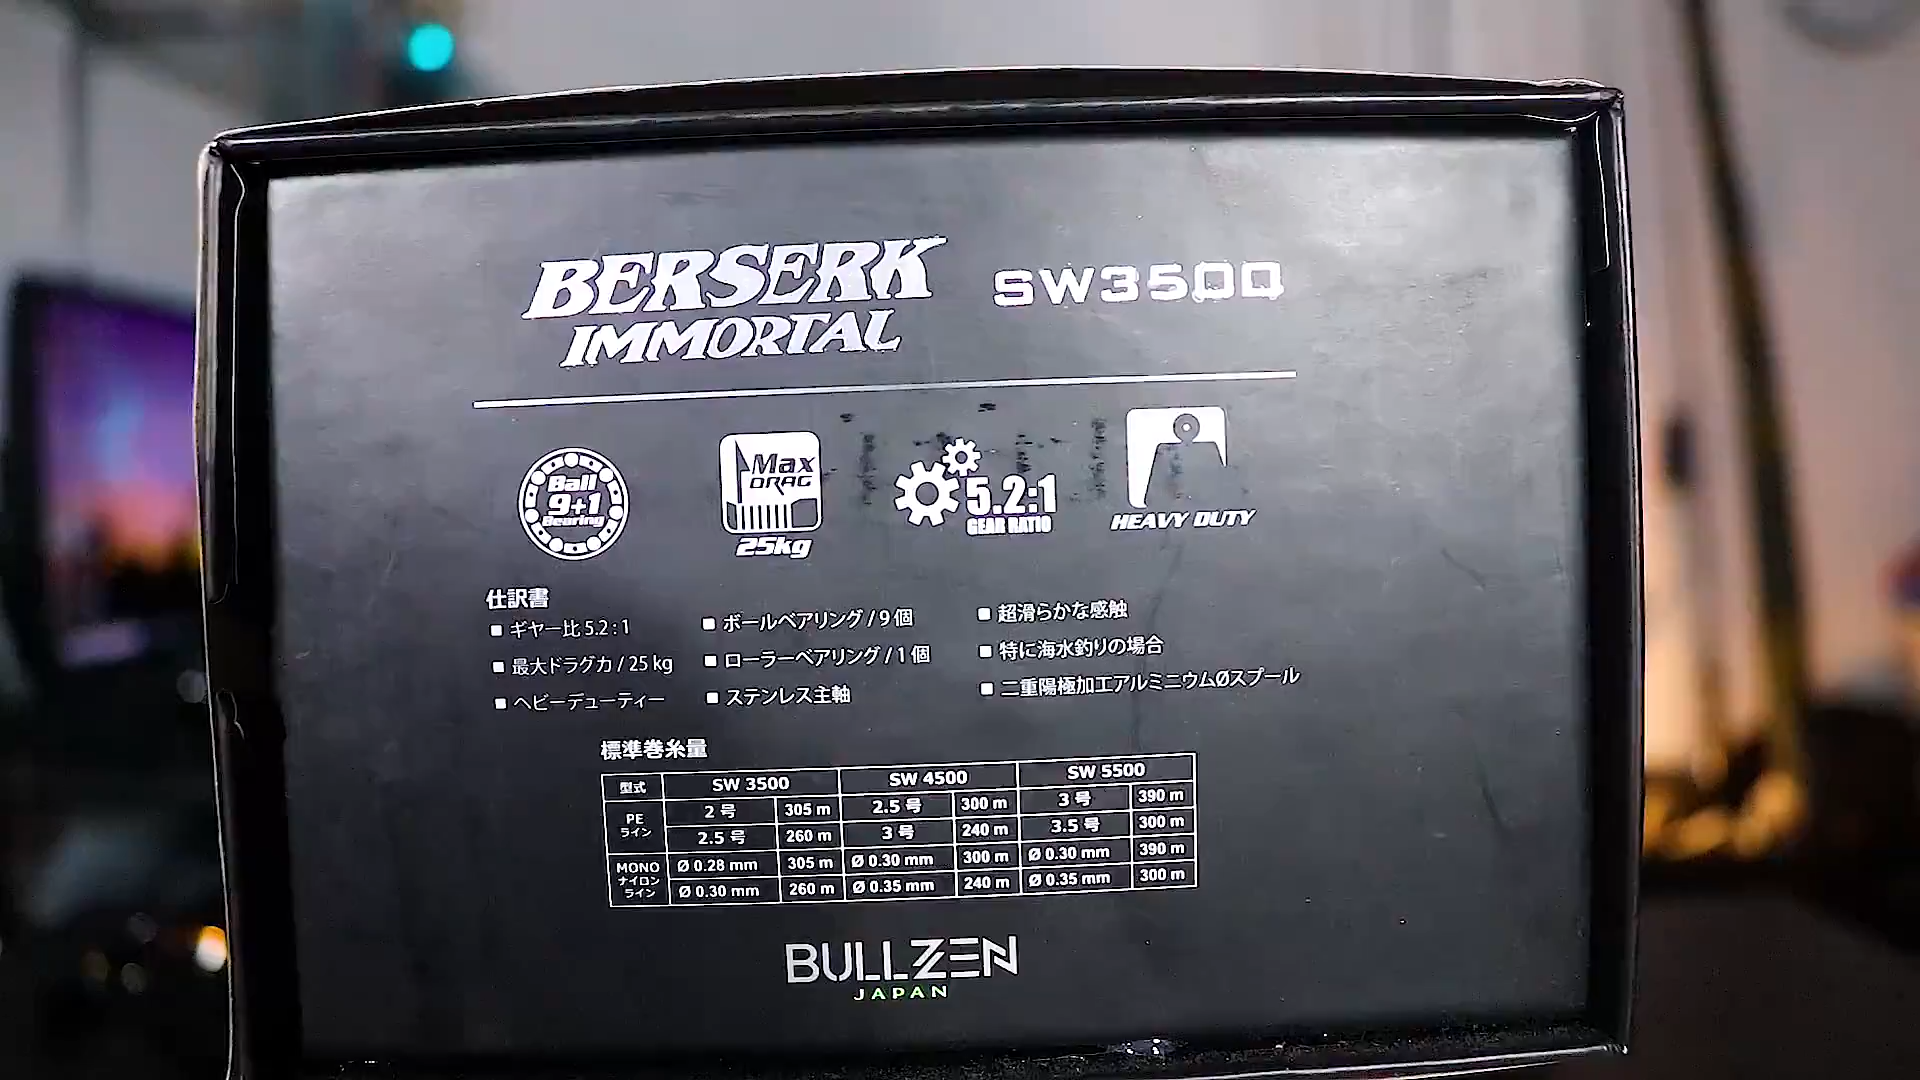 BERSERK
IMMORTAL
SW3500
Ball
9+1
Bearing
Max
DRAG
25kg
5.2:1
GEAR RATIO
HEAVY DUTY
仕訳書
■ ギヤー比 5.2 : 1
■ 最大ドラグカ / 25 kg
■ ヘビーデューティー
■ ボールベアリング / 9 個
■ ローラーベアリング / 1 個
■ ステンレス主軸
■ 超滑らかな感触
■ 特に海水釣りの場合
■ 二重陽極加工アルミニウムØスプール
標準巻糸量
型式 SW 3500 SW 4500 SW 5500
PE ライン 2 号 305 m 2.5 号 300 m 3 号 390 m
2.5 号 260 m 3 号 240 m 3.5 号 300 m
MONO ナイロン ライン Ø 0.28 mm 305 m Ø 0.30 mm 300 m Ø 0.30 mm 390 m
Ø 0.30 mm 260 m Ø 0.35 mm 240 m Ø 0.35 mm 300 m
BULLZEN
JAPAN